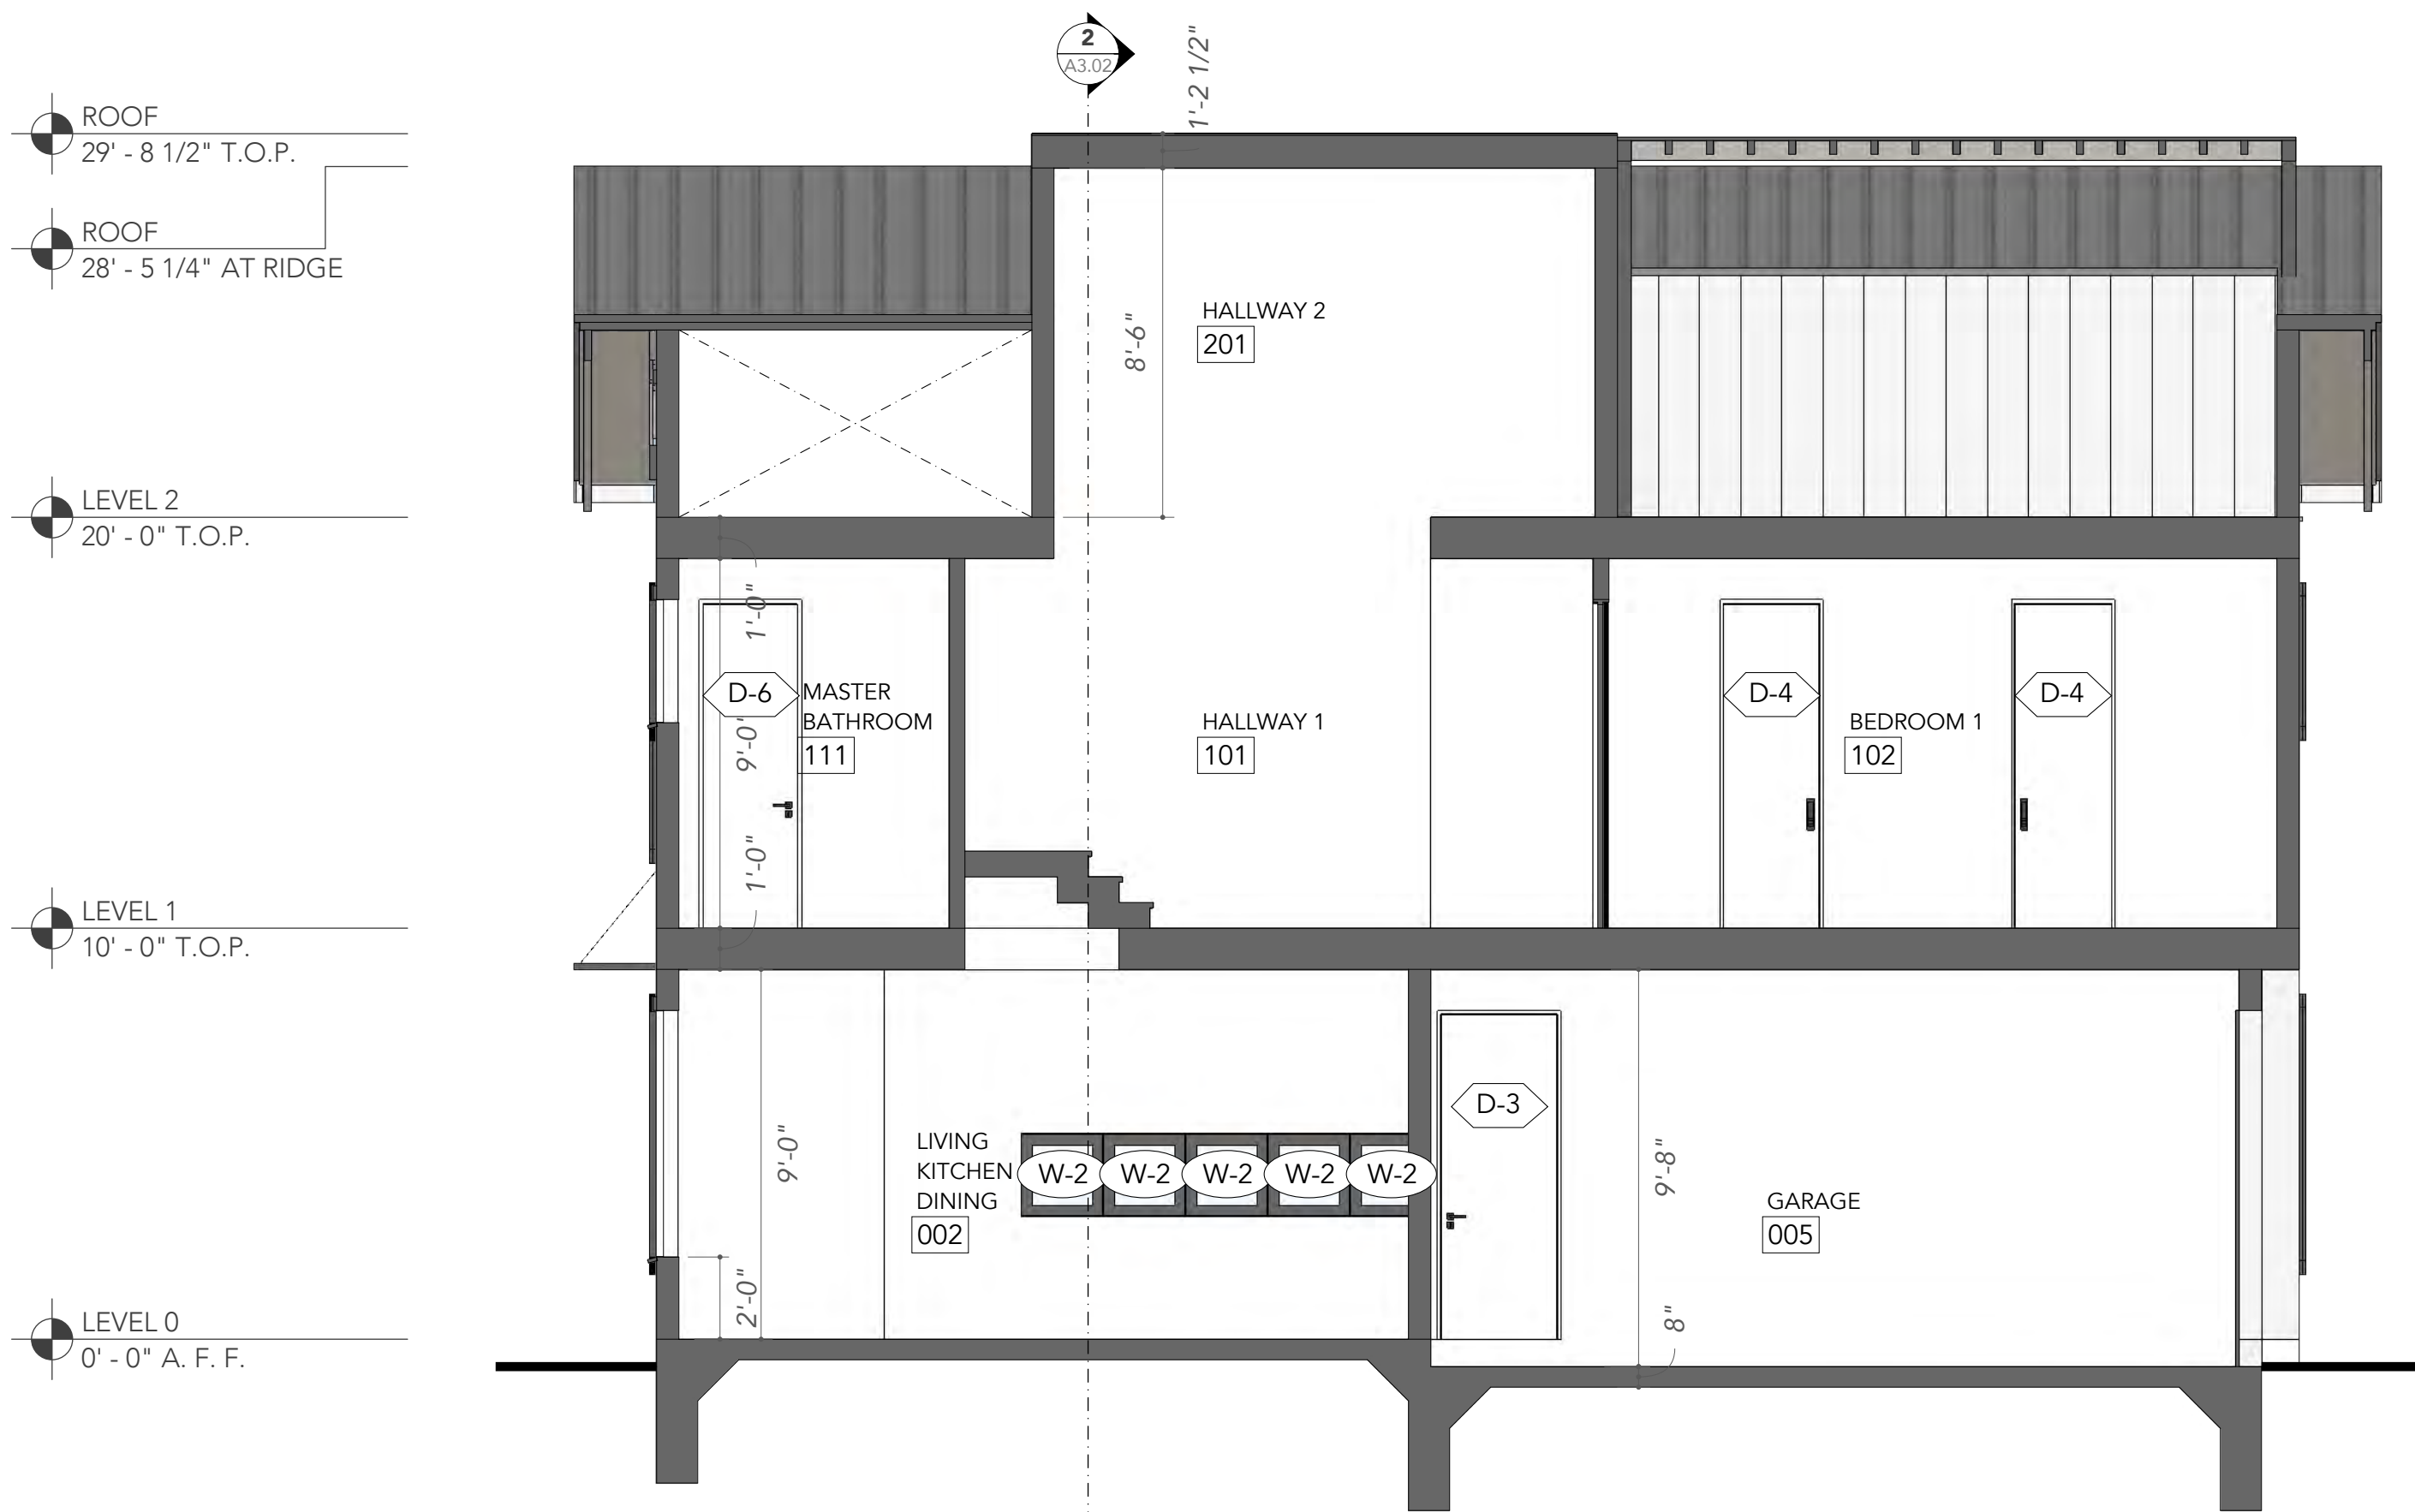 2
A3.02
1'-2 1/2"
ROOF
29' - 8 1/2" T.O.P.
ROOF
28' - 5 1/4" AT RIDGE
HALLWAY 2
201
8'-6"
LEVEL 2
20' - 0" T.O.P.
1'-0"
D-6
MASTER
BATHROOM
111
9'-0"
1'-0"
HALLWAY 1
101
D-4
D-4
BEDROOM 1
102
LEVEL 1
10' - 0" T.O.P.
D-3
9'-0"
LIVING
KITCHEN
DINING
002
W-2
W-2
W-2
W-2
W-2
9'-8"
GARAGE
005
2'-0"
8"
LEVEL 0
0' - 0" A. F. F.